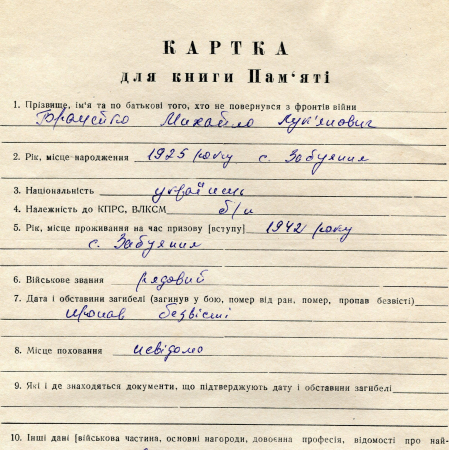 КАРТКА
для книги Пам'яті
1. Прізвище, ім'я та по батькові того, хто не повернувся з фронтів війни
Михайло Лук'янович
2. Рік, місце народження 1925 року с. Забуяння
3. Національність українець
4. Належність до КПРС, ВЛКСМ б/п
5. Рік, місце проживання на час призову [вступу] 1942 року
с. Забуяння
6. Військове звання рядовий
7. Дата і обставини загибелі (загинув у бою, помер від ран, помер, пропав безвісті)
пропав безвісті
8. Місце поховання невідомо
9. Які і де знаходяться документи, що підтверджують дату і обставини загибелі
10. Інші дані [військова частина, основні нагороди, довоєнна професія, відомості про най-